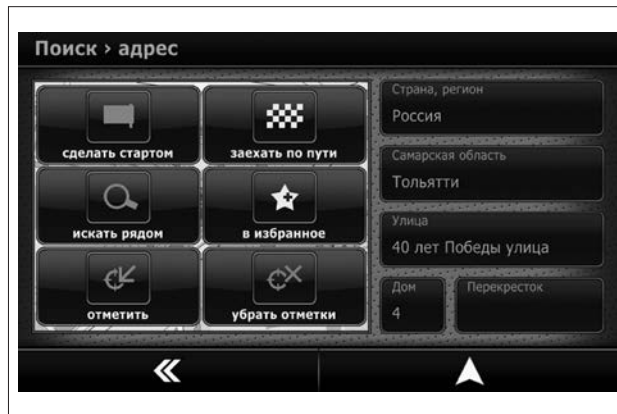 Поиск › адрес
сделать стартом
заехать по пути
искать рядом
в избранное
отметить
убрать отметки
Страна, регион
Россия
Самарская область
Тольятти
Улица
40 лет Победы улица
Дом
4
Перекресток